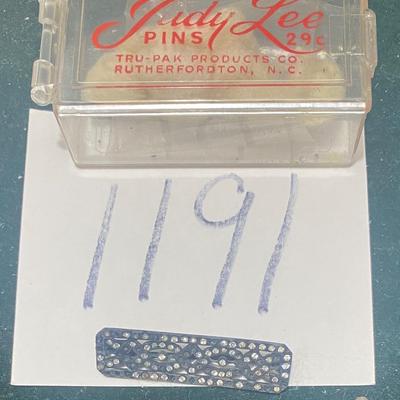 Judy Lee
PINS 29¢
TRU-PAK PRODUCTS CO.
RUTHERFORDTON, N.C.
1191